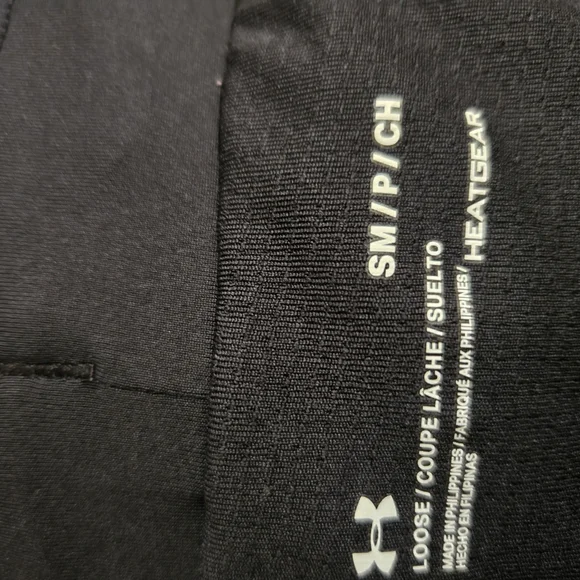 SM / P / CH
LOOSE / COUPE LÂCHE / SUELTO
MADE IN PHILIPPINES / FABRIQUÉ AUX PHILIPPINES /
HECHO EN FILIPINAS
HEATGEAR